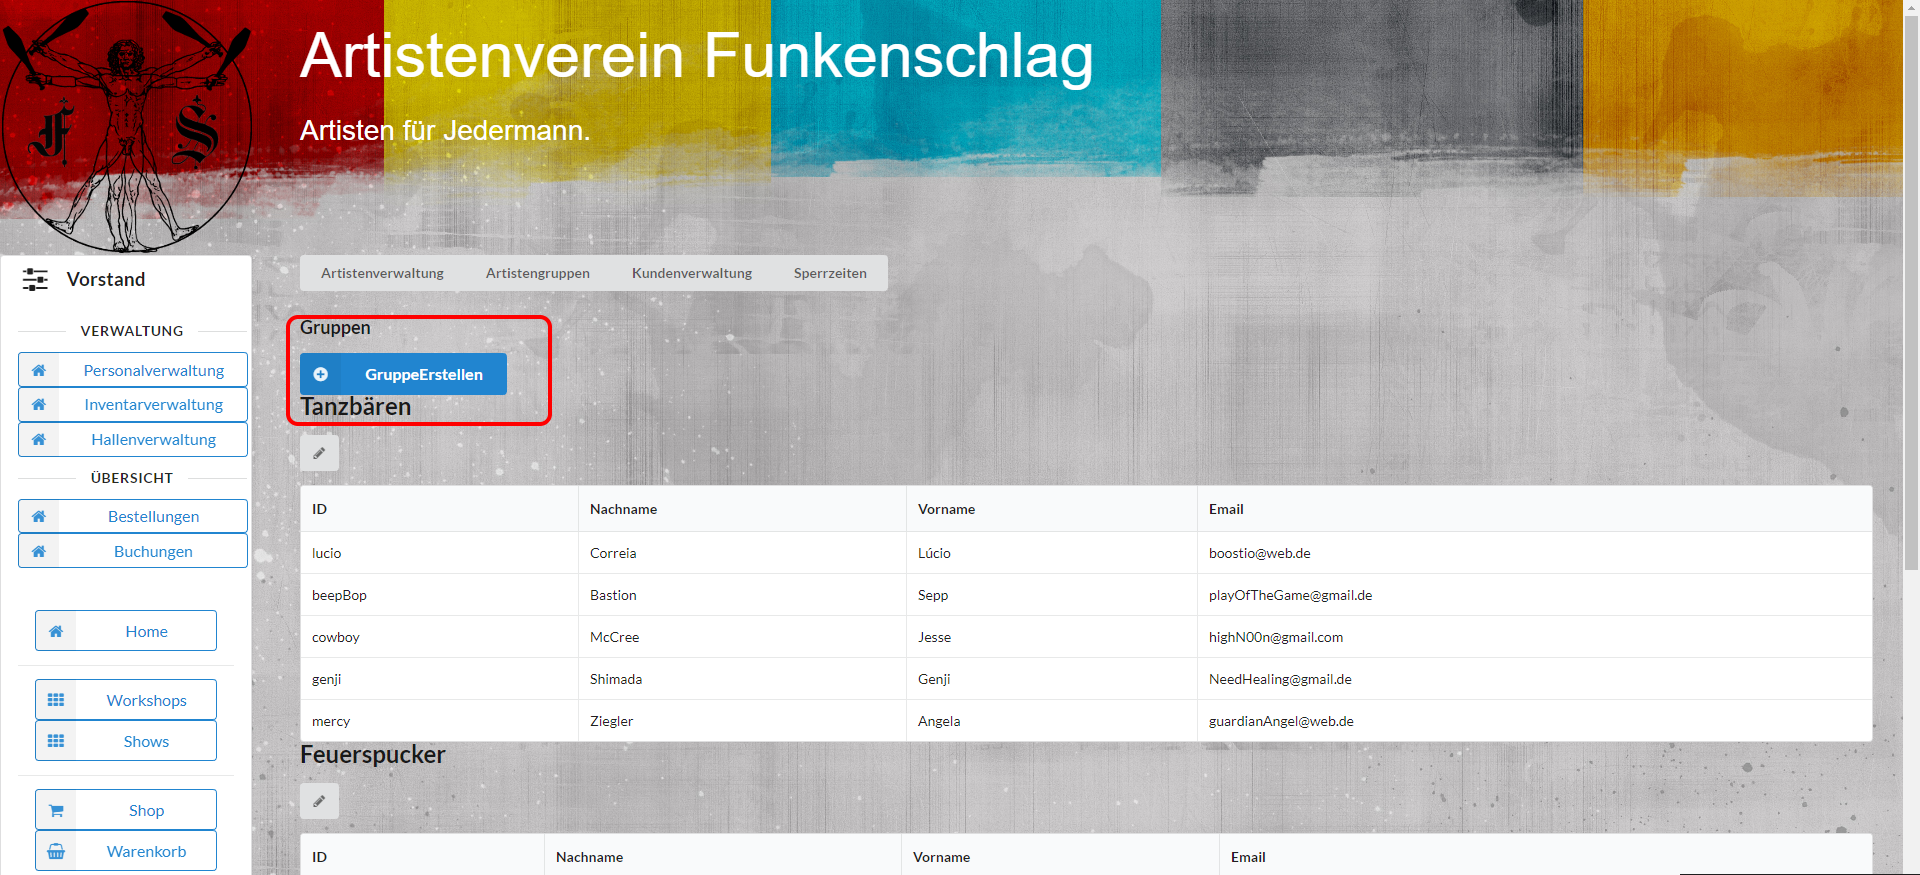 Artistenverein Funkenschlag
Artisten für Jedermann.
f S
Vorstand
VERWALTUNG
Personalverwaltung
Inventarverwaltung
Hallenverwaltung
ÜBERSICHT
Bestellungen
Buchungen
Home
Workshops
Shows
Shop
Warenkorb
Artistenverwaltung Artistengruppen Kundenverwaltung Sperrzeiten
Gruppen
GruppeErstellen
Tanzbären
ID Nachname Vorname Email
lucio Correia Lúcio boostio@web.de
beepBop Bastion Sepp playOfTheGame@gmail.de
cowboy McCree Jesse highN00n@gmail.com
genji Shimada Genji NeedHealing@gmail.de
mercy Ziegler Angela guardianAngel@web.de
Feuerspucker
ID Nachname Vorname Email